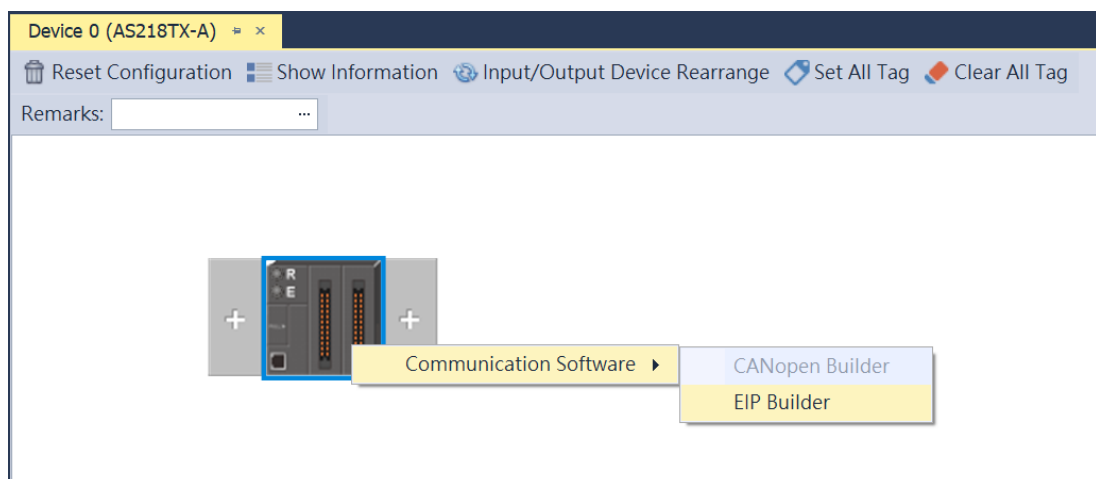 Device 0 (AS218TX-A)
Reset Configuration Show Information Input/Output Device Rearrange Set All Tag Clear All Tag
Remarks: ...
R
E
Communication Software
CANopen Builder
EIP Builder